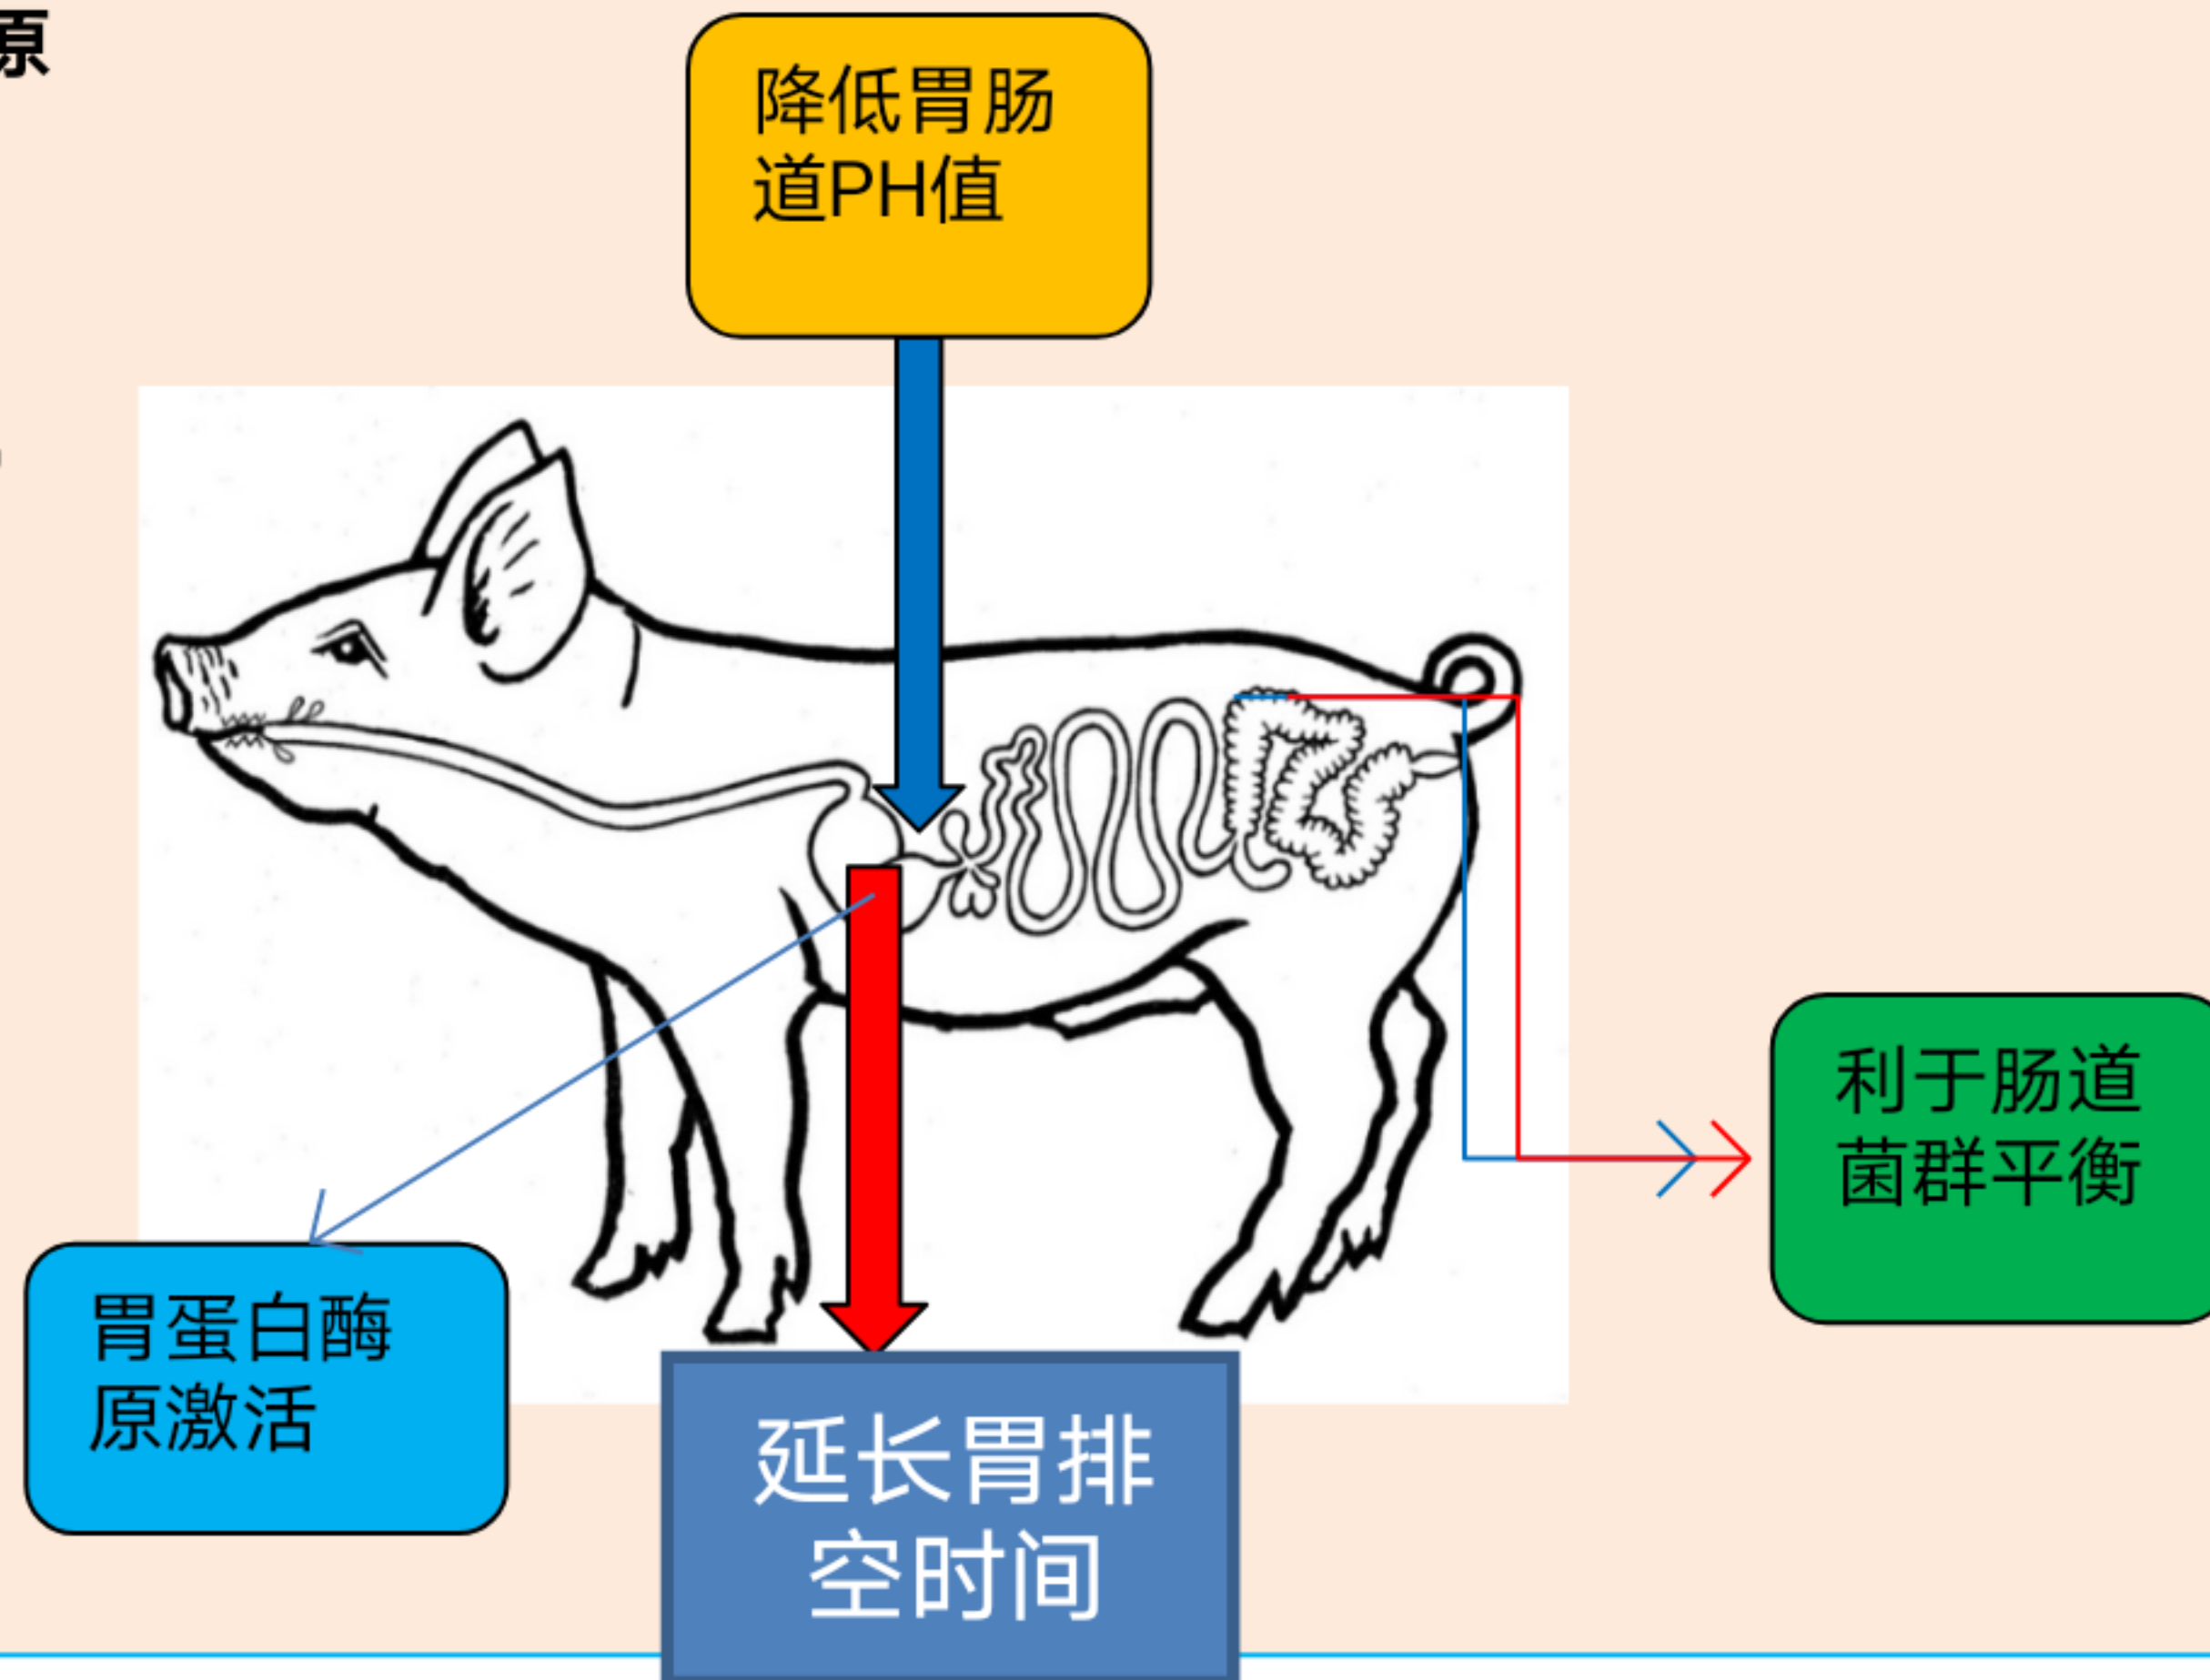 原
降低胃肠
道PH值
利于肠道
菌群平衡
胃蛋白酶
原激活
延长胃排
空时间